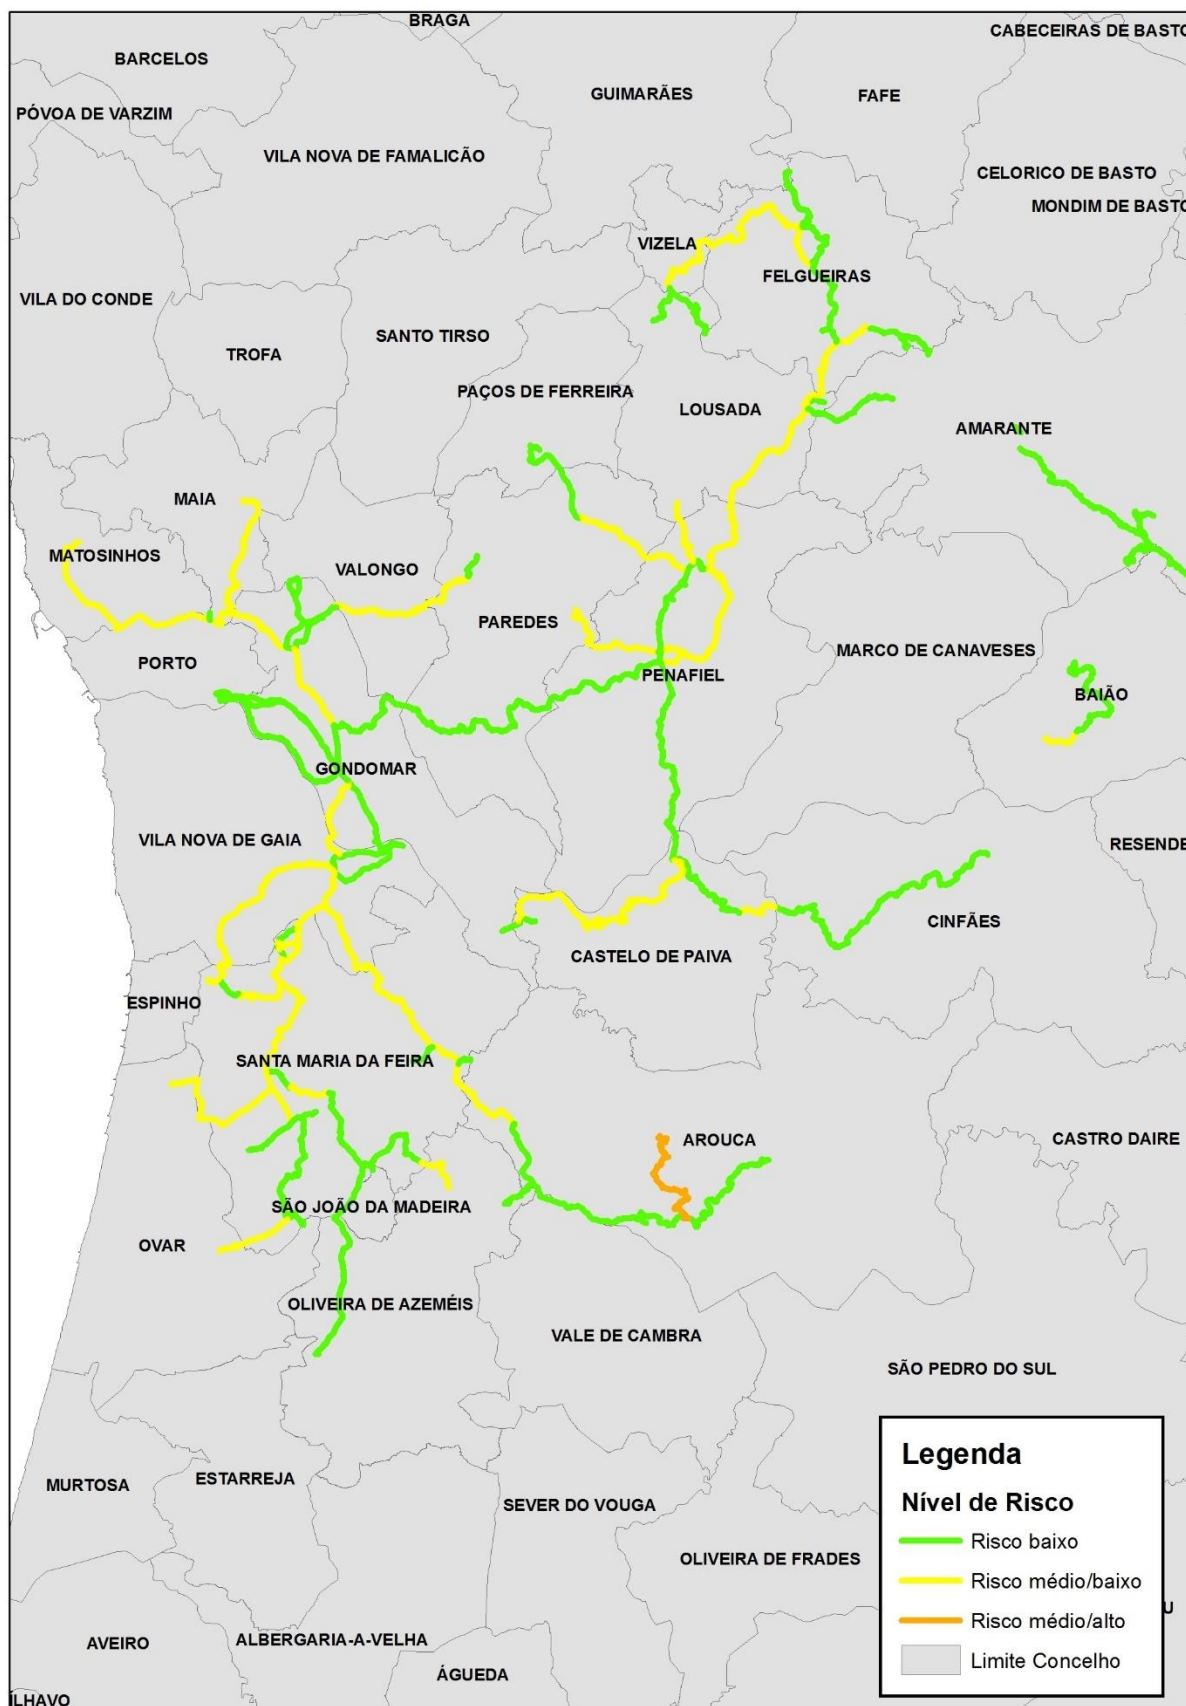 BRAGA
CABECEIRAS DE BASTO
BARCELOS
GUIMARÃES
FAFE
PÓVOA DE VARZIM
VILA NOVA DE FAMALICÃO
CELORICO DE BASTO
MONDIM DE BASTO
VIZELA
FELGUEIRAS
VILA DO CONDE
SANTO TIRSO
TROFA
PAÇOS DE FERREIRA
LOUSADA
AMARANTE
MAIA
MATOSINHOS
VALONGO
PAREDES
MARCO DE CANAVESES
PORTO
PENAFIEL
BAIÃO
GONDOMAR
VILA NOVA DE GAIA
RESENDE
CINFÃES
CASTELO DE PAIVA
ESPINHO
SANTA MARIA DA FEIRA
AROUCA
CASTRO DAIRE
SÃO JOÃO DA MADEIRA
OVAR
OLIVEIRA DE AZEMÉIS
VALE DE CAMBRA
SÃO PEDRO DO SUL
MURTOSA
ESTARREJA
SEVER DO VOUGA
OLIVEIRA DE FRADES
AVEIRO
ALBERGARIA-A-VELHA
ÁGUEDA
ÍLHAVO
Legenda
Nível de Risco
Risco baixo
Risco médio/baixo
Risco médio/alto
U
Limite Concelho